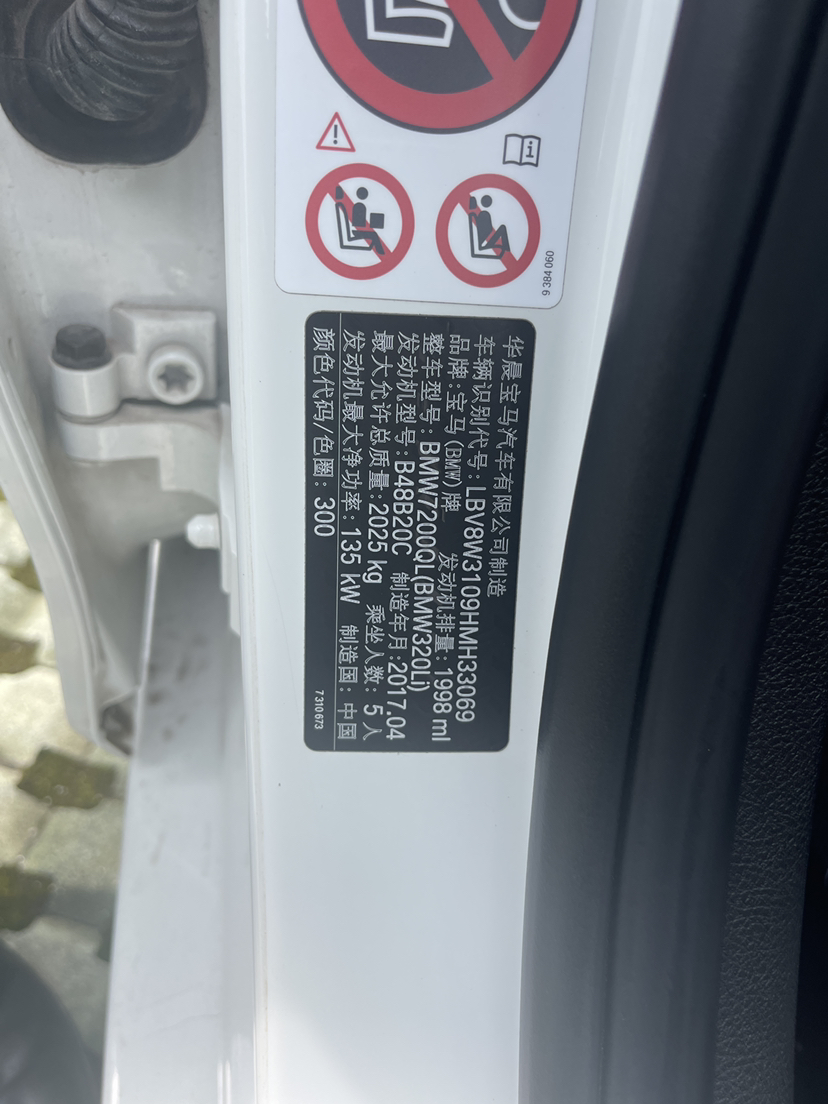 9 384 060
华晨宝马汽车有限公司制造
车辆识别代号: LBV8W3109HMH33069
品牌: 宝马(BMW)牌 发动机排量: 1998 ml
整车型号: BMW7200QL(BMW320Li)
发动机型号: B48B20C 制造年月: 2017.04
最大允许总质量: 2025 kg 乘坐人数: 5 人
发动机最大净功率: 135 kW 制造国: 中国
颜色代码/色圈: 300
7 310 673